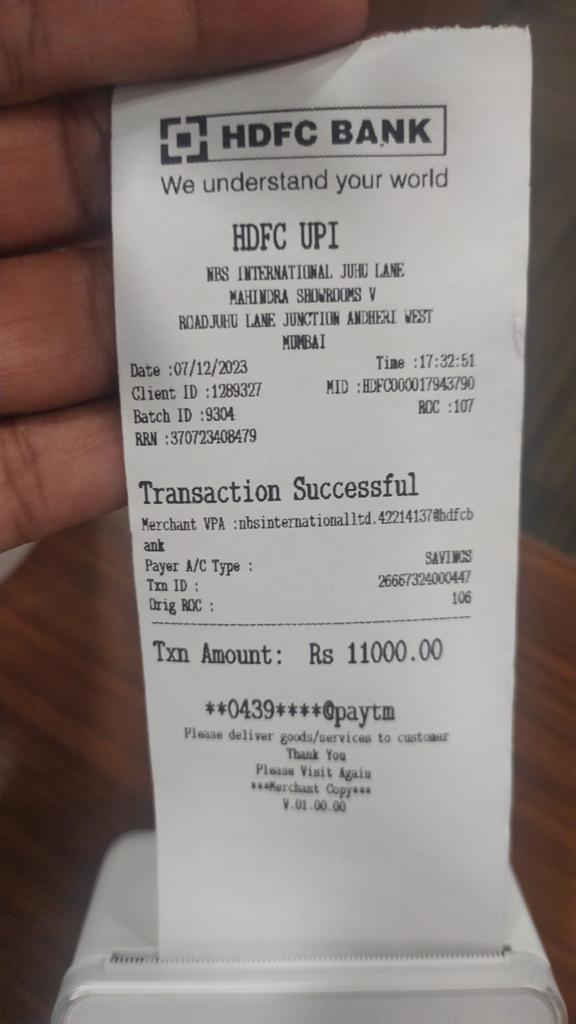 HDFC BANK
We understand your world
HDFC UPI
NBS INTERNATIONAL JUHU LANE
MAHINDRA SHOWROOMS V
ROADJUHU LANE JUNCTION ANDHERI WEST
MUMBAI
Date :07/12/2023 Time :17:32:51
Client ID :1289327 MID :HDFC000017943790
Batch ID :9304 ROC :107
RRN :370723408479
Transaction Successful
Merchant VPA :nbsinternationalltd.42214137@hdfcb
ank
Payer A/C Type : SAVINGS
Txn ID : 26667324000447
Orig ROC : 106
Txn Amount: Rs 11000.00
**0439****@paytm
Please deliver goods/services to customer
Thank You
Please Visit Again
***Merchant Copy***
V.01.00.00